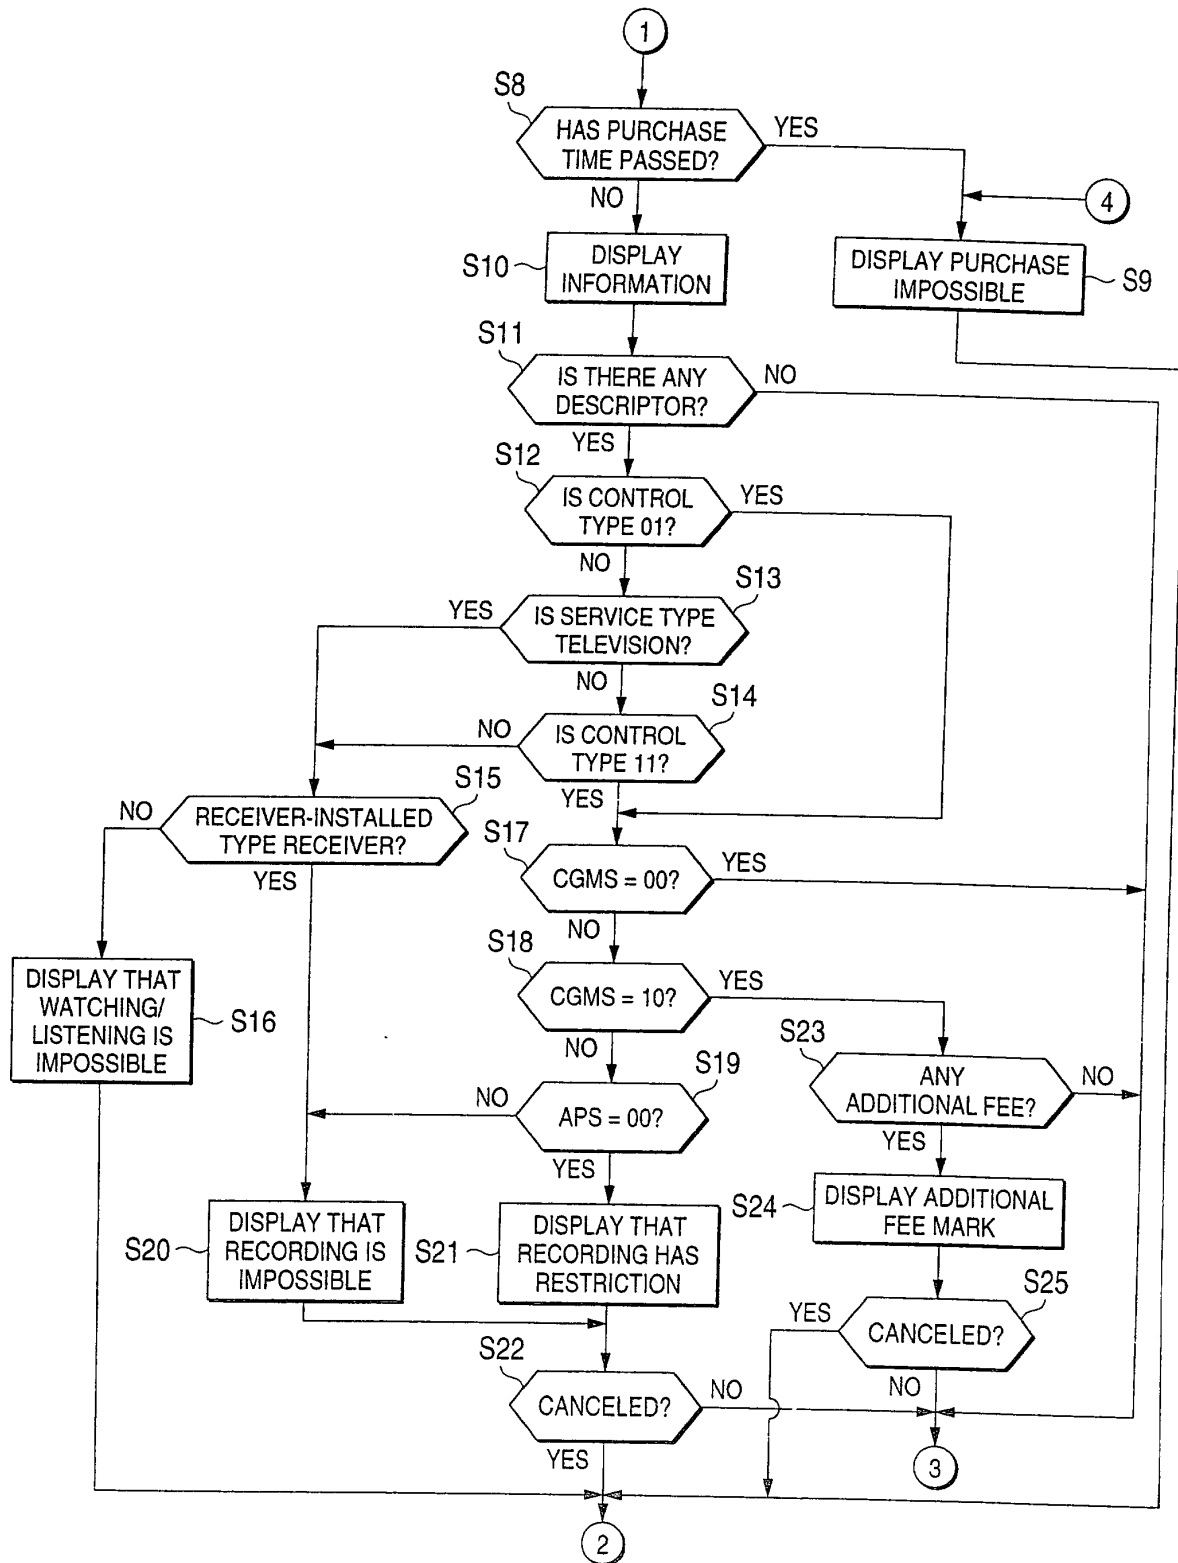 1
S8
HAS PURCHASE
TIME PASSED?
YES
NO
4
S10
DISPLAY
INFORMATION
DISPLAY PURCHASE
IMPOSSIBLE
S9
S11
IS THERE ANY
DESCRIPTOR?
NO
YES
S12
IS CONTROL
TYPE 01?
YES
NO
S13
YES
IS SERVICE TYPE
TELEVISION?
NO
S14
NO
IS CONTROL
TYPE 11?
YES
S15
NO
RECEIVER-INSTALLED
TYPE RECEIVER?
YES
S17
CGMS = 00?
YES
NO
S18
CGMS = 10?
YES
NO
DISPLAY THAT
WATCHING/
LISTENING IS
IMPOSSIBLE
S16
S23
ANY
ADDITIONAL FEE?
NO
YES
S19
NO
APS = 00?
YES
S24
DISPLAY ADDITIONAL
FEE MARK
S20
DISPLAY THAT
RECORDING IS
IMPOSSIBLE
S21
DISPLAY THAT
RECORDING HAS
RESTRICTION
S25
YES
CANCELED?
NO
S22
CANCELED?
NO
YES
3
2